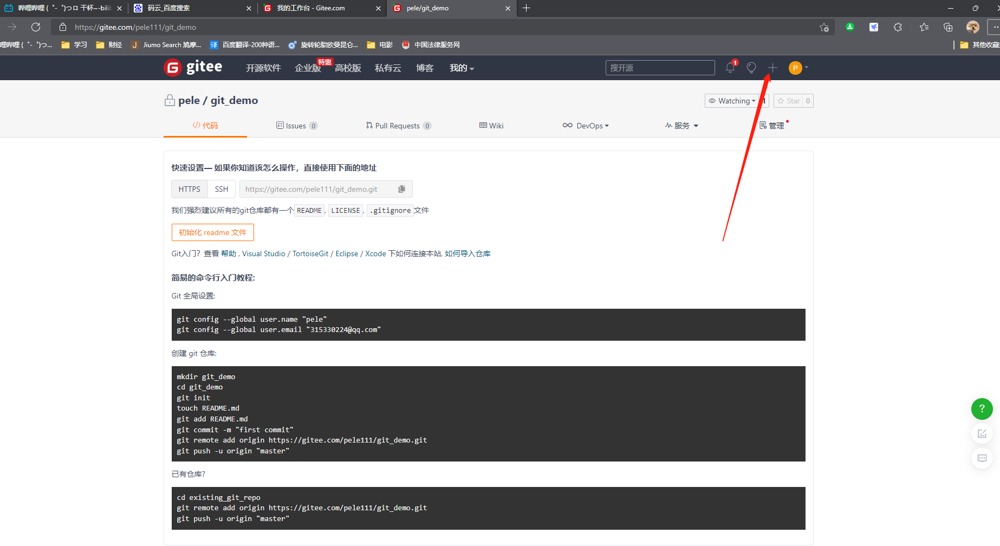 哔哩哔哩 ( ゜- ゜)つロ 干杯~-bilib
码云_百度搜索
我的工作台 - Gitee.com
pele/git_demo
https://gitee.com/pele111/git_demo
哩哔哩 ( ゜- ゜)つ...
学习
财经
Jiumo Search 鸠摩...
百度翻译-200种语...
旋转轮胎欧曼昆仑...
电影
中国法律服务网
其他收藏
gitee
开源软件
企业版
特惠
高校版
私有云
博客
我的
搜开源
1
P
pele / git_demo
Watching
Star 0
代码
Issues 0
Pull Requests 0
Wiki
DevOps
服务
管理
快速设置— 如果你知道该怎么操作，直接使用下面的地址
HTTPS SSH https://gitee.com/pele111/git_demo.git
我们强烈建议所有的git仓库都有一个 README, LICENSE, .gitignore 文件
初始化 readme 文件
Git入门？查看 帮助 , Visual Studio / TortoiseGit / Eclipse / Xcode 下如何连接本站, 如何导入仓库
简易的命令行入门教程:
Git 全局设置:
git config --global user.name "pele"
git config --global user.email "315330224@qq.com"
创建 git 仓库:
mkdir git_demo
cd git_demo
git init
touch README.md
git add README.md
git commit -m "first commit"
git remote add origin https://gitee.com/pele111/git_demo.git
git push -u origin "master"
已有仓库?
cd existing_git_repo
git remote add origin https://gitee.com/pele111/git_demo.git
git push -u origin "master"
?